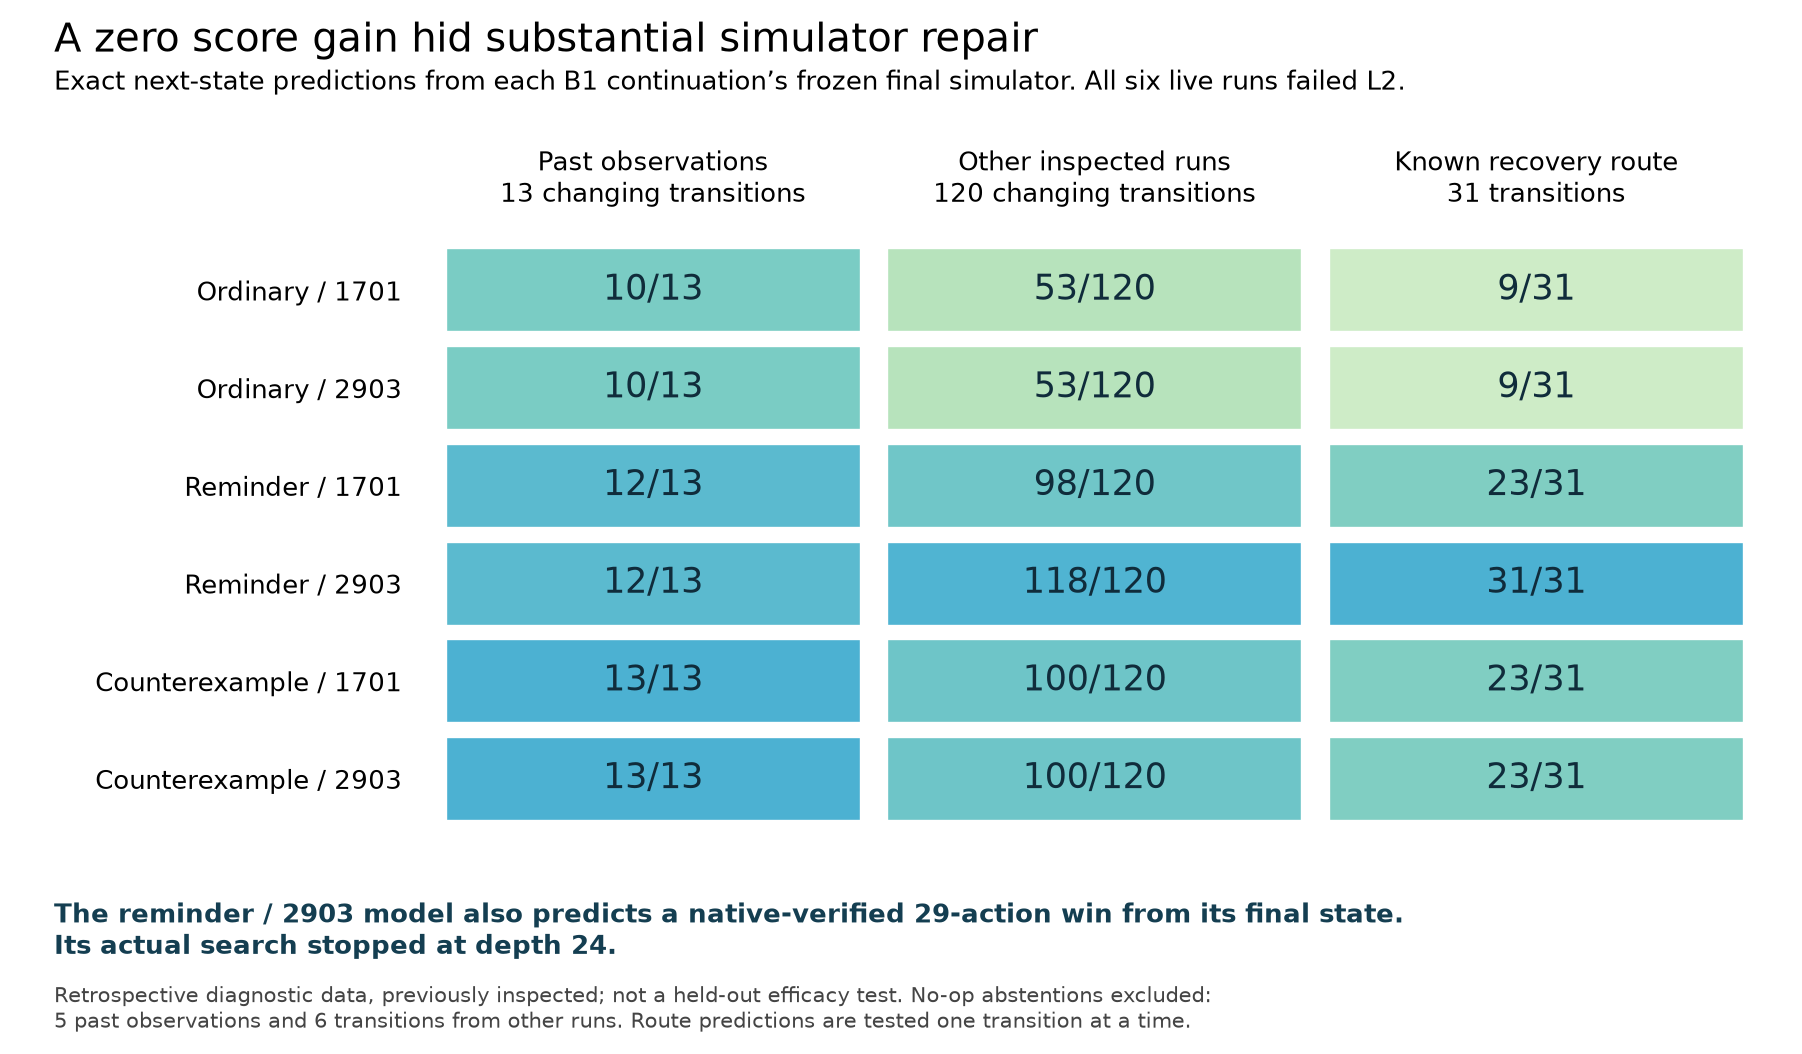 A zero score gain hid substantial simulator repair
Exact next-state predictions from each B1 continuation’s frozen final simulator. All six live runs failed L2.
Past observations
13 changing transitions
Other inspected runs
120 changing transitions
Known recovery route
31 transitions
Ordinary / 1701
10/13
53/120
9/31
Ordinary / 2903
10/13
53/120
9/31
Reminder / 1701
12/13
98/120
23/31
Reminder / 2903
12/13
118/120
31/31
Counterexample / 1701
13/13
100/120
23/31
Counterexample / 2903
13/13
100/120
23/31
The reminder / 2903 model also predicts a native-verified 29-action win from its final state.
Its actual search stopped at depth 24.
Retrospective diagnostic data, previously inspected; not a held-out efficacy test. No-op abstentions excluded:
5 past observations and 6 transitions from other runs. Route predictions are tested one transition at a time.